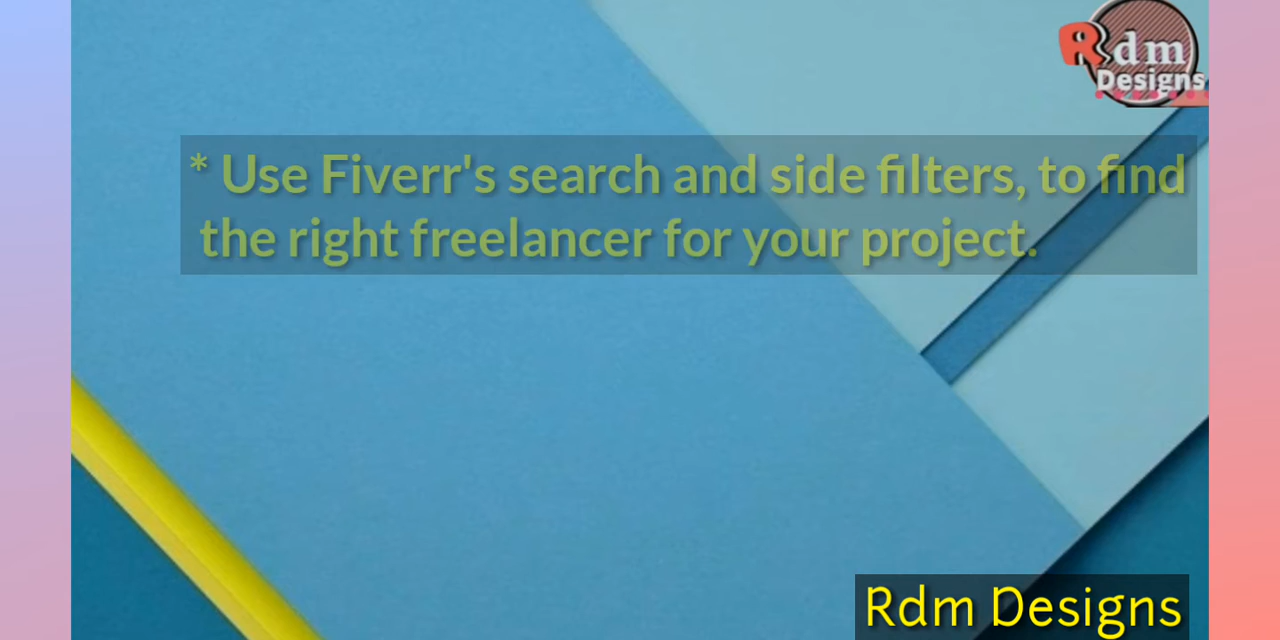 Rdm
Designs
* Use Fiverr's search and side filters, to find
the right freelancer for your project.
Rdm Designs